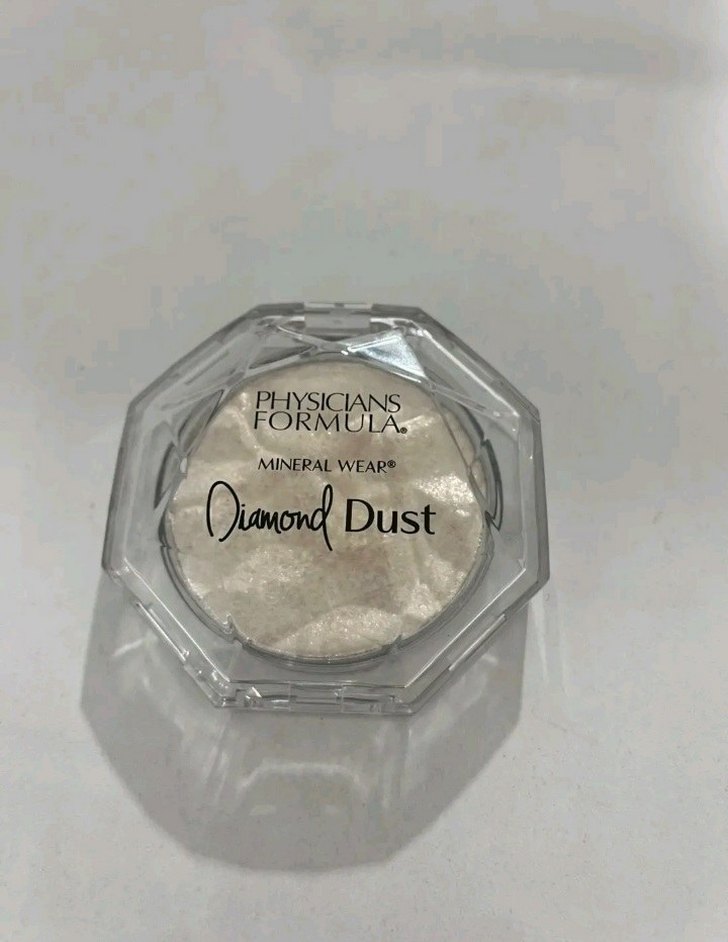 PHYSICIANS
FORMULA®
MINERAL WEAR®
Diamond Dust